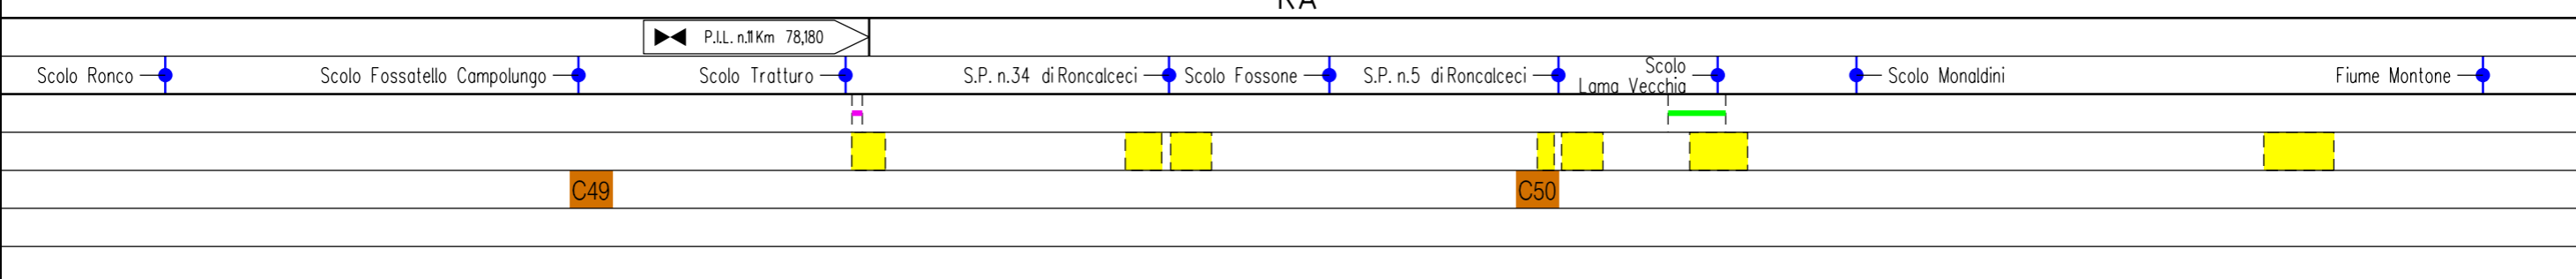 RA
P.I.L. n.11 Km 78,180
Scolo Ronco
Scolo Fossatello Campolungo
Scolo Tratturo
S.P. n.34 di Roncalceci
Scolo Fossone
S.P. n.5 di Roncalceci
Scolo
Lama Vecchia
Scolo Monaldini
Fiume Montone
C49
C50